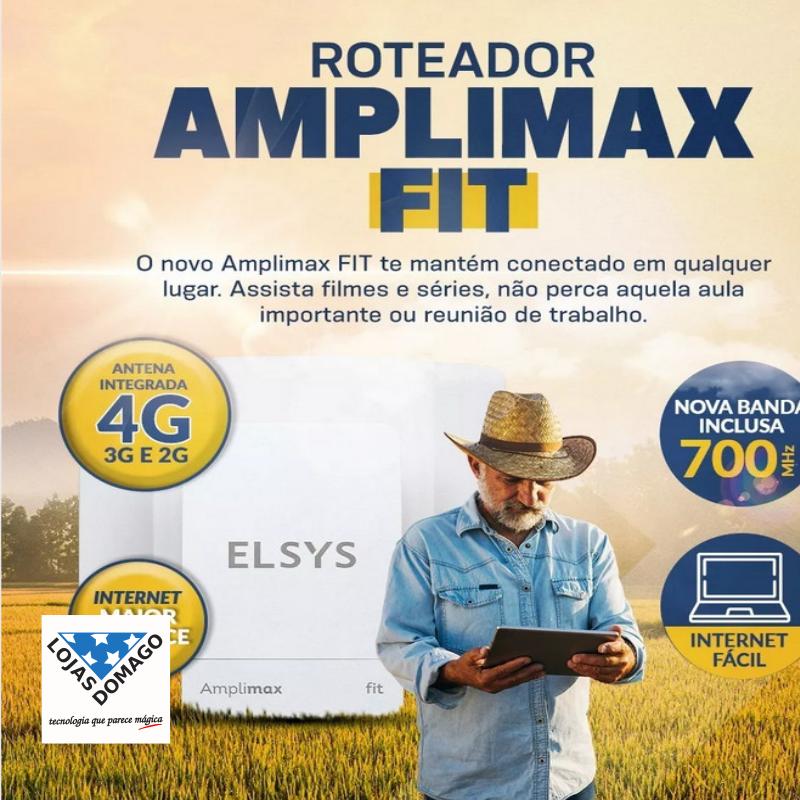 ROTEADOR
AMPLIMAX
FIT
O novo Amplimax FIT te mantém conectado em qualquer
lugar. Assista filmes e séries, não perca aquela aula
importante ou reunião de trabalho.
ANTENA
INTEGRADA
4G
3G E 2G
NOVA BANDA
INCLUSA
700 MHz
ELSYS
INTERNET
MAIOR
INTERNET
FÁCIL
LOJAS DOMAGO
tecnologia que parece mágica
Amplimax fit